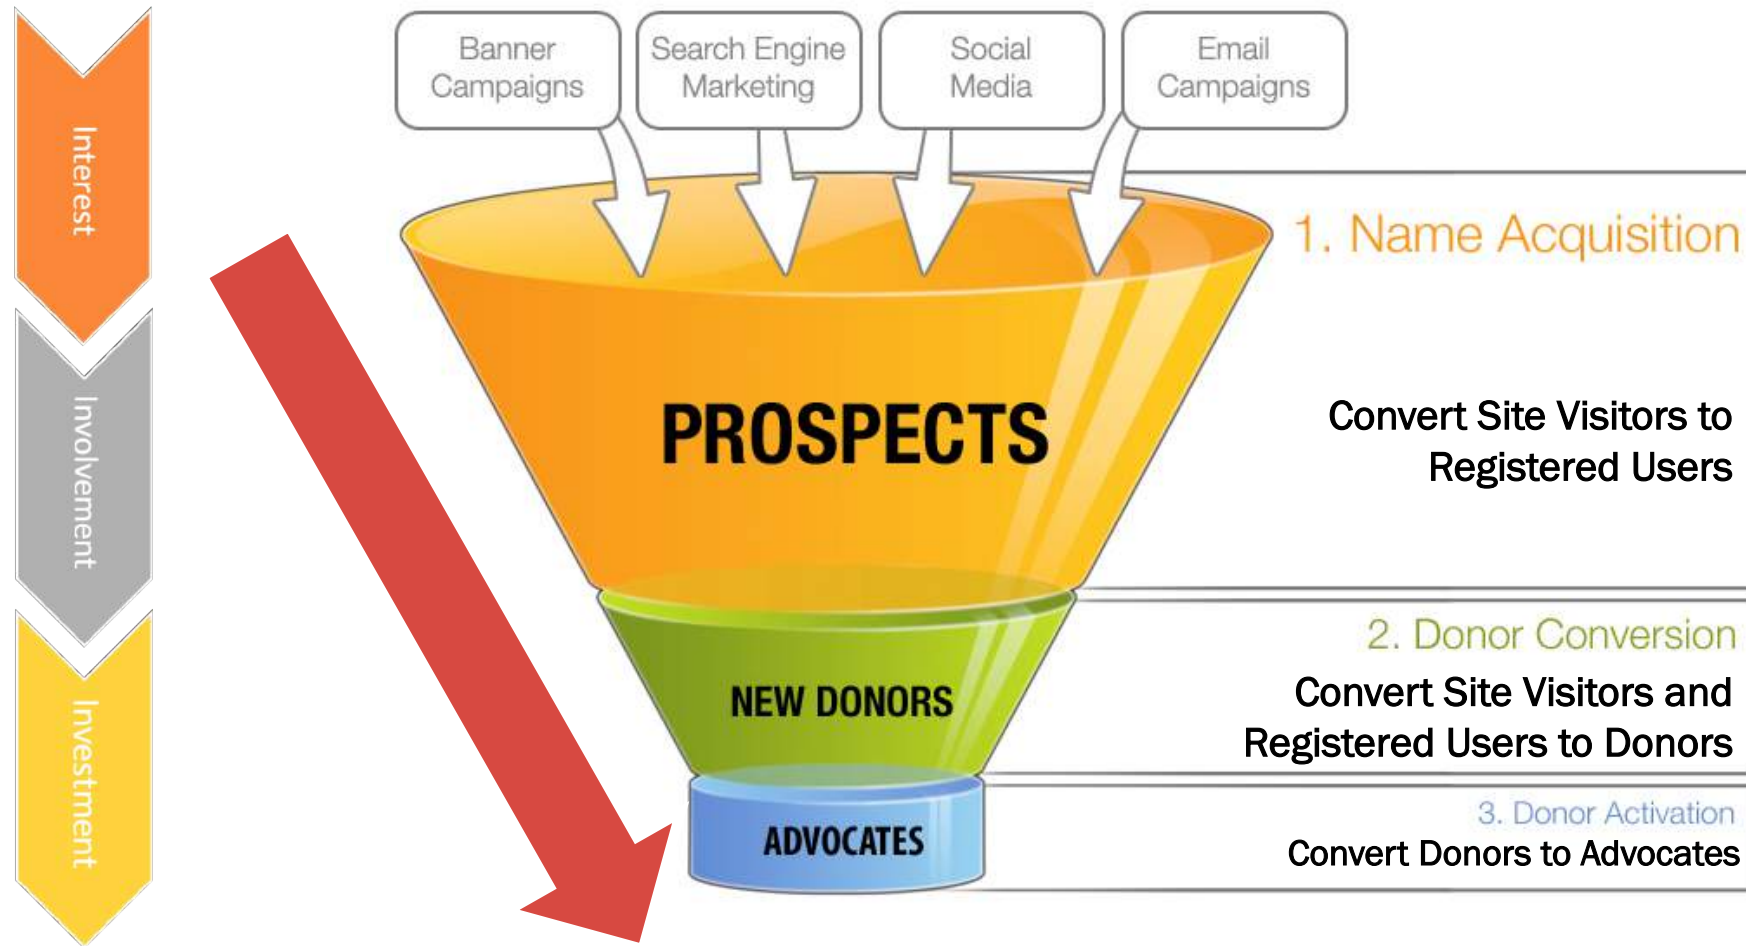 Interest
Involvement
Investment
Banner
Campaigns
Search Engine
Marketing
Social
Media
Email
Campaigns
1. Name Acquisition
PROSPECTS
Convert Site Visitors to
Registered Users
2. Donor Conversion
NEW DONORS
Convert Site Visitors and
Registered Users to Donors
3. Donor Activation
ADVOCATES
Convert Donors to Advocates